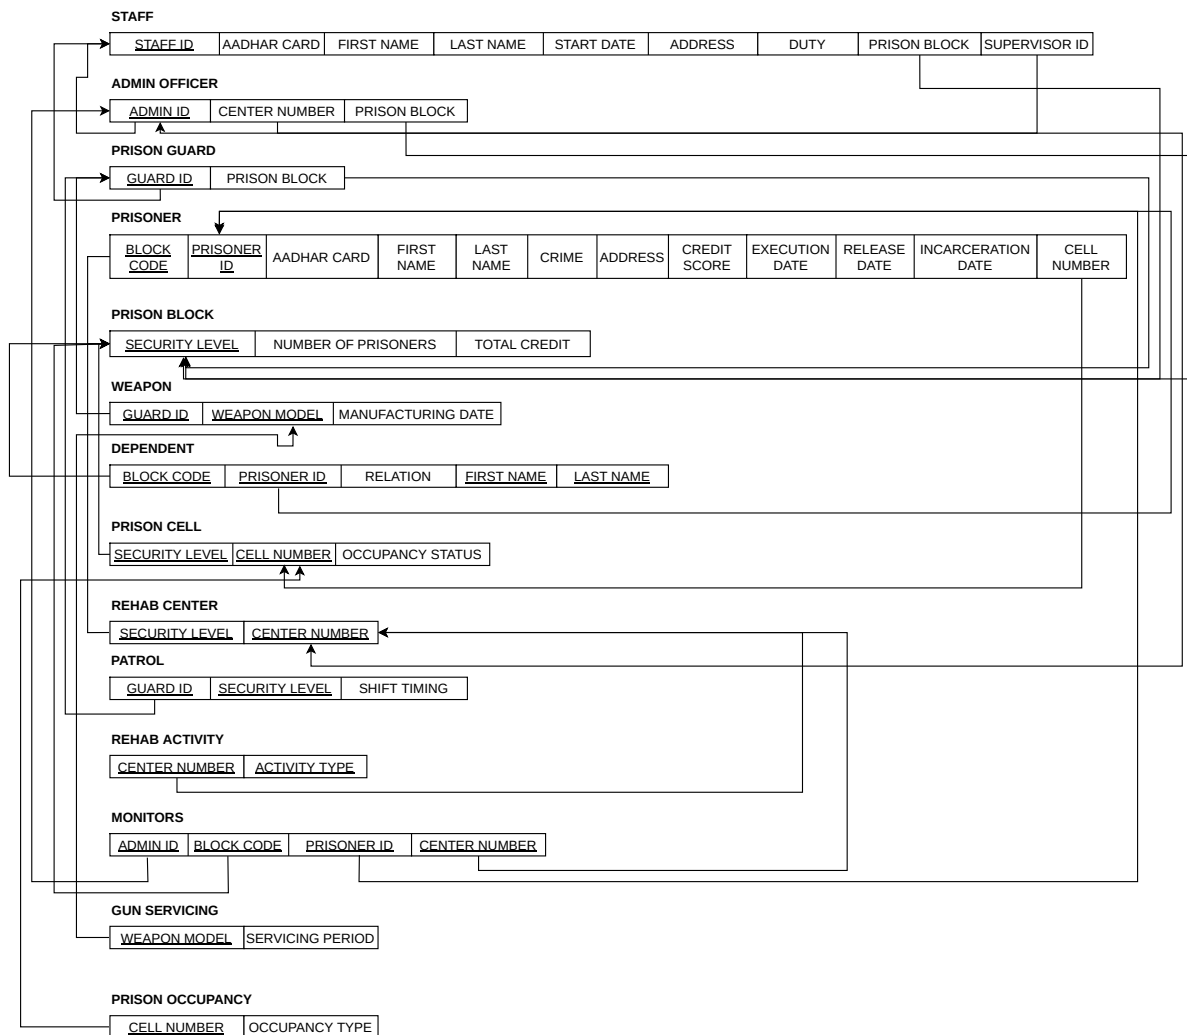 STAFF
STAFF ID AADHAR CARD FIRST NAME LAST NAME START DATE ADDRESS DUTY PRISON BLOCK SUPERVISOR ID
ADMIN OFFICER
ADMIN ID CENTER NUMBER PRISON BLOCK
PRISON GUARD
GUARD ID PRISON BLOCK
PRISONER
BLOCK CODE PRISONER ID AADHAR CARD FIRST NAME LAST NAME CRIME ADDRESS CREDIT SCORE EXECUTION DATE RELEASE DATE INCARCERATION DATE CELL NUMBER
PRISON BLOCK
SECURITY LEVEL NUMBER OF PRISONERS TOTAL CREDIT
WEAPON
GUARD ID WEAPON MODEL MANUFACTURING DATE
DEPENDENT
BLOCK CODE PRISONER ID RELATION FIRST NAME LAST NAME
PRISON CELL
SECURITY LEVEL CELL NUMBER OCCUPANCY STATUS
REHAB CENTER
SECURITY LEVEL CENTER NUMBER
PATROL
GUARD ID SECURITY LEVEL SHIFT TIMING
REHAB ACTIVITY
CENTER NUMBER ACTIVITY TYPE
MONITORS
ADMIN ID BLOCK CODE PRISONER ID CENTER NUMBER
GUN SERVICING
WEAPON MODEL SERVICING PERIOD
PRISON OCCUPANCY
CELL NUMBER OCCUPANCY TYPE